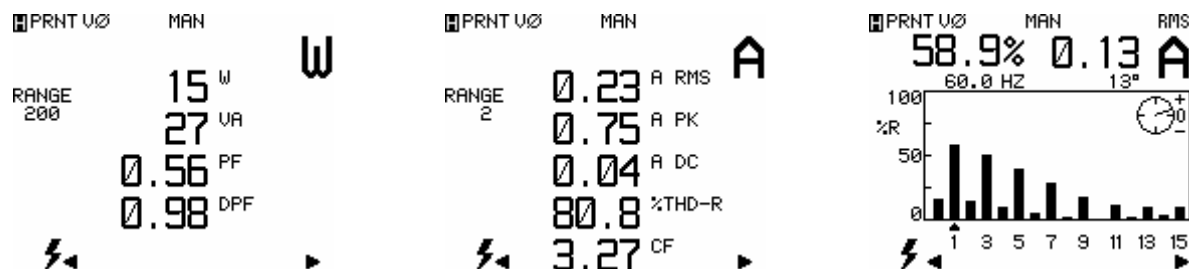 H PRNT VØ MAN
W
RANGE
200
15 W
27 VA
0.56 PF
0.98 DPF
H PRNT VØ MAN
A
RANGE
2
0.23 A RMS
0.75 A PK
0.04 A DC
80.8 %THD-R
3.27 CF
H PRNT VØ MAN RMS
58.9% 0.13 A
60.0 HZ 13°
100
%R
50
0
+
0
-
1 3 5 7 9 11 13 15